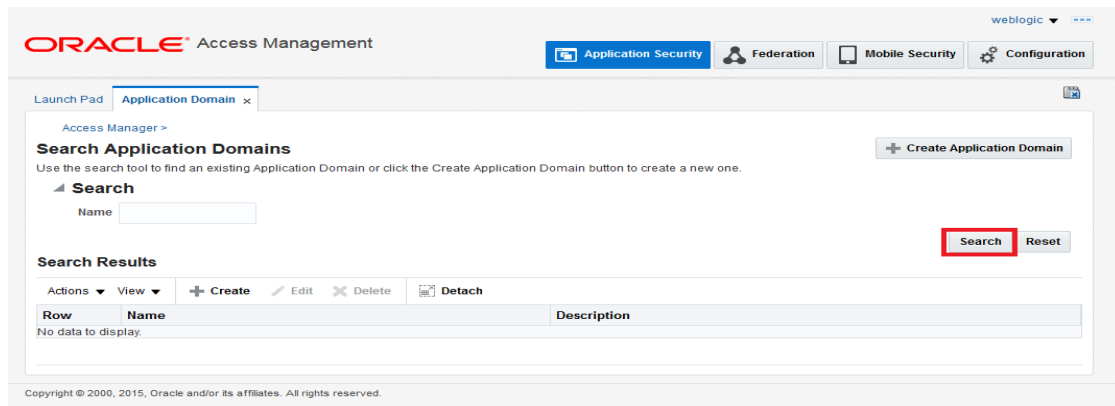 weblogic
ORACLE® Access Management
Application Security Federation Mobile Security Configuration
Launch Pad Application Domain x
Access Manager >
Search Application Domains
Create Application Domain
Use the search tool to find an existing Application Domain or click the Create Application Domain button to create a new one.
Search
Name
Search Reset
Search Results
Actions View Create Edit Delete Detach
Row Name Description
No data to display.
Copyright © 2000, 2015, Oracle and/or its affiliates. All rights reserved.